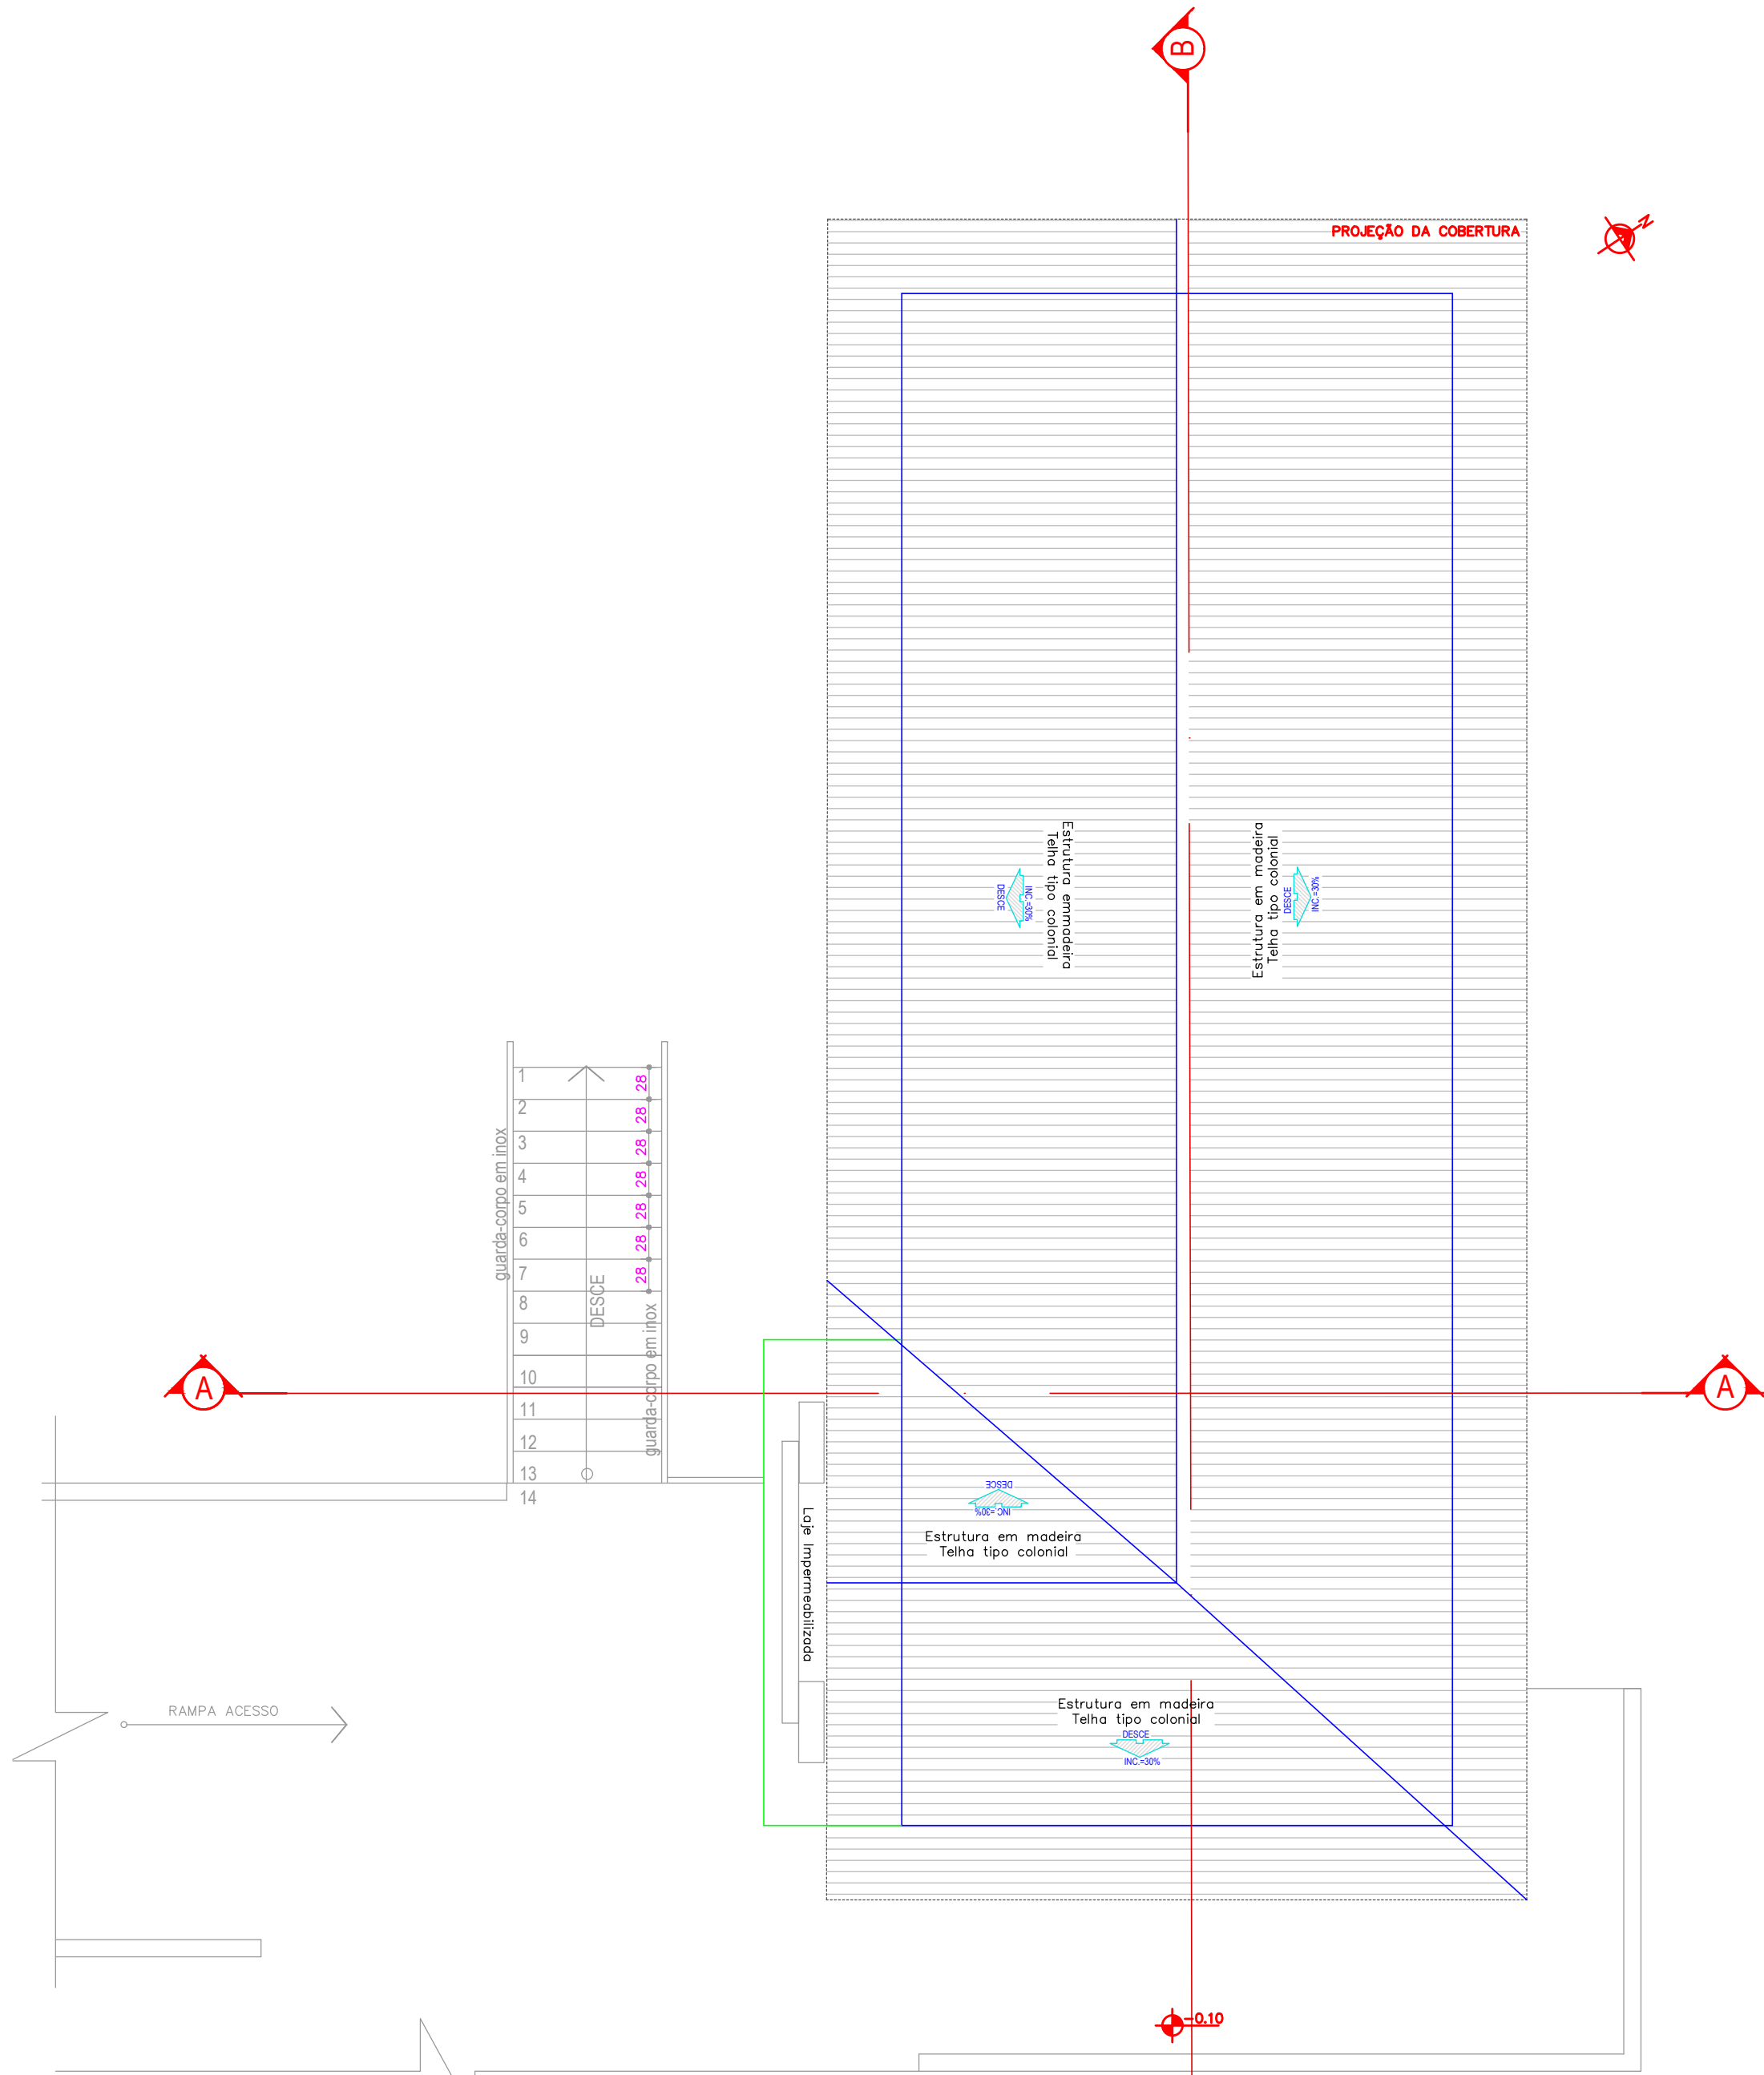 B
PROJEÇÃO DA COBERTURA
N
Estrutura emmadeira
Telha tipo colonial
INC.=30%
DESCE
Estrutura em madeira
Telha tipo colonial
DESCE
INC.=30%
guarda-corpo em inox
1
2
3
4
5
6
7
8
9
10
11
12
13
14
28
28
28
28
28
28
28
DESCE
guarda-corpo em inox
A
A
DESCE
INC.=30%
Estrutura em madeira
Telha tipo colonial
Laje Impermeabilizada
Estrutura em madeira
Telha tipo colonial
DESCE
INC.=30%
RAMPA ACESSO
-0.10